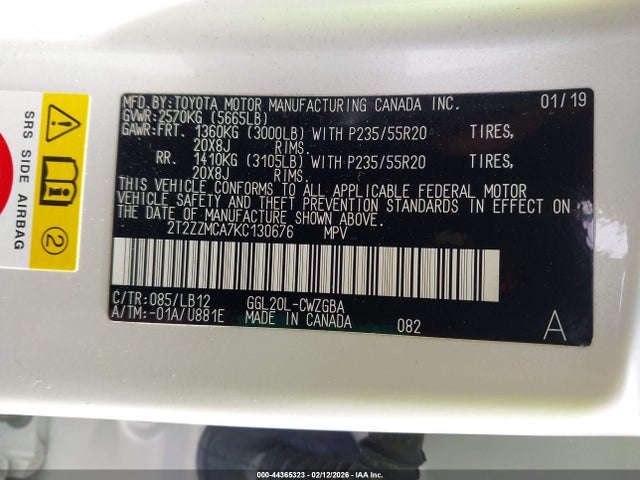 MFD.BY:TOYOTA MOTOR MANUFACTURING CANADA INC. 01/19
GVWR:2570KG (5665LB)
GAWR:FRT. 1360KG (3000LB) WITH P235/55R20 TIRES,
20X8J RIMS.
RR. 1410KG (3105LB) WITH P235/55R20 TIRES,
20X8J RIMS.
THIS VEHICLE CONFORMS TO ALL APPLICABLE FEDERAL MOTOR
VEHICLE SAFETY AND THEFT PREVENTION STANDARDS IN EFFECT ON
THE DATE OF MANUFACTURE SHOWN ABOVE.
2T2ZZMCA7KC130676 MPV
C/TR:085/LB12 GGL20L-CWZGBA
A/TM:-01A/U881E MADE IN CANADA 082 A
SRS SIDE AIRBAG
2
000-44365323 - 02/12/2026 - IAA Inc.